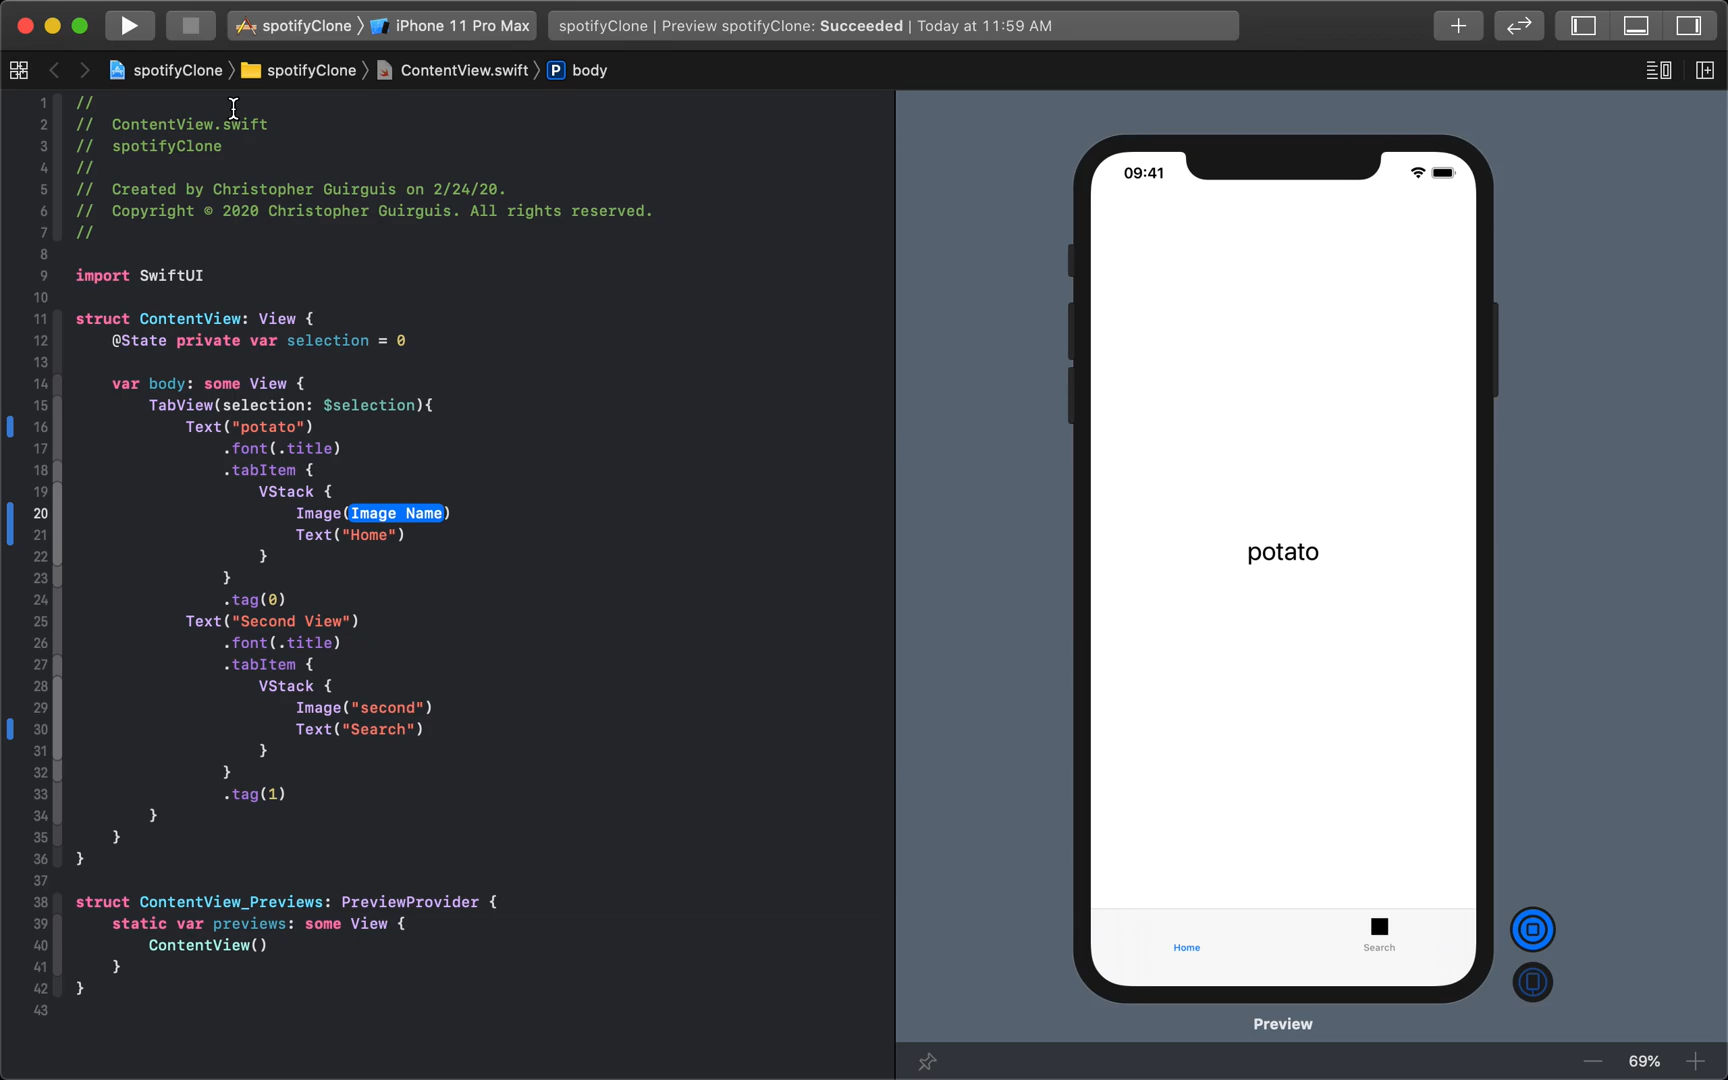 spotifyClone 〉 iPhone 11 Pro Max
spotifyClone | Preview spotifyClone: Succeeded | Today at 11:59 AM
spotifyClone 〉 spotifyClone 〉 ContentView.swift 〉 P body
1 //
2 // ContentView.swift
3 // spotifyClone
4 //
5 // Created by Christopher Guirguis on 2/24/20.
6 // Copyright © 2020 Christopher Guirguis. All rights reserved.
7 //
8
9 import SwiftUI
10
11 struct ContentView: View {
12 @State private var selection = 0
13
14 var body: some View {
15 TabView(selection: $selection){
16 Text("potato")
17 .font(.title)
18 .tabItem {
19 VStack {
20 Image(Image Name)
21 Text("Home")
22 }
23 }
24 .tag(0)
25 Text("Second View")
26 .font(.title)
27 .tabItem {
28 VStack {
29 Image("second")
30 Text("Search")
31 }
32 }
33 .tag(1)
34 }
35 }
36 }
37
38 struct ContentView_Previews: PreviewProvider {
39 static var previews: some View {
40 ContentView()
41 }
42 }
43
09:41
potato
Home
Search
Preview
69%